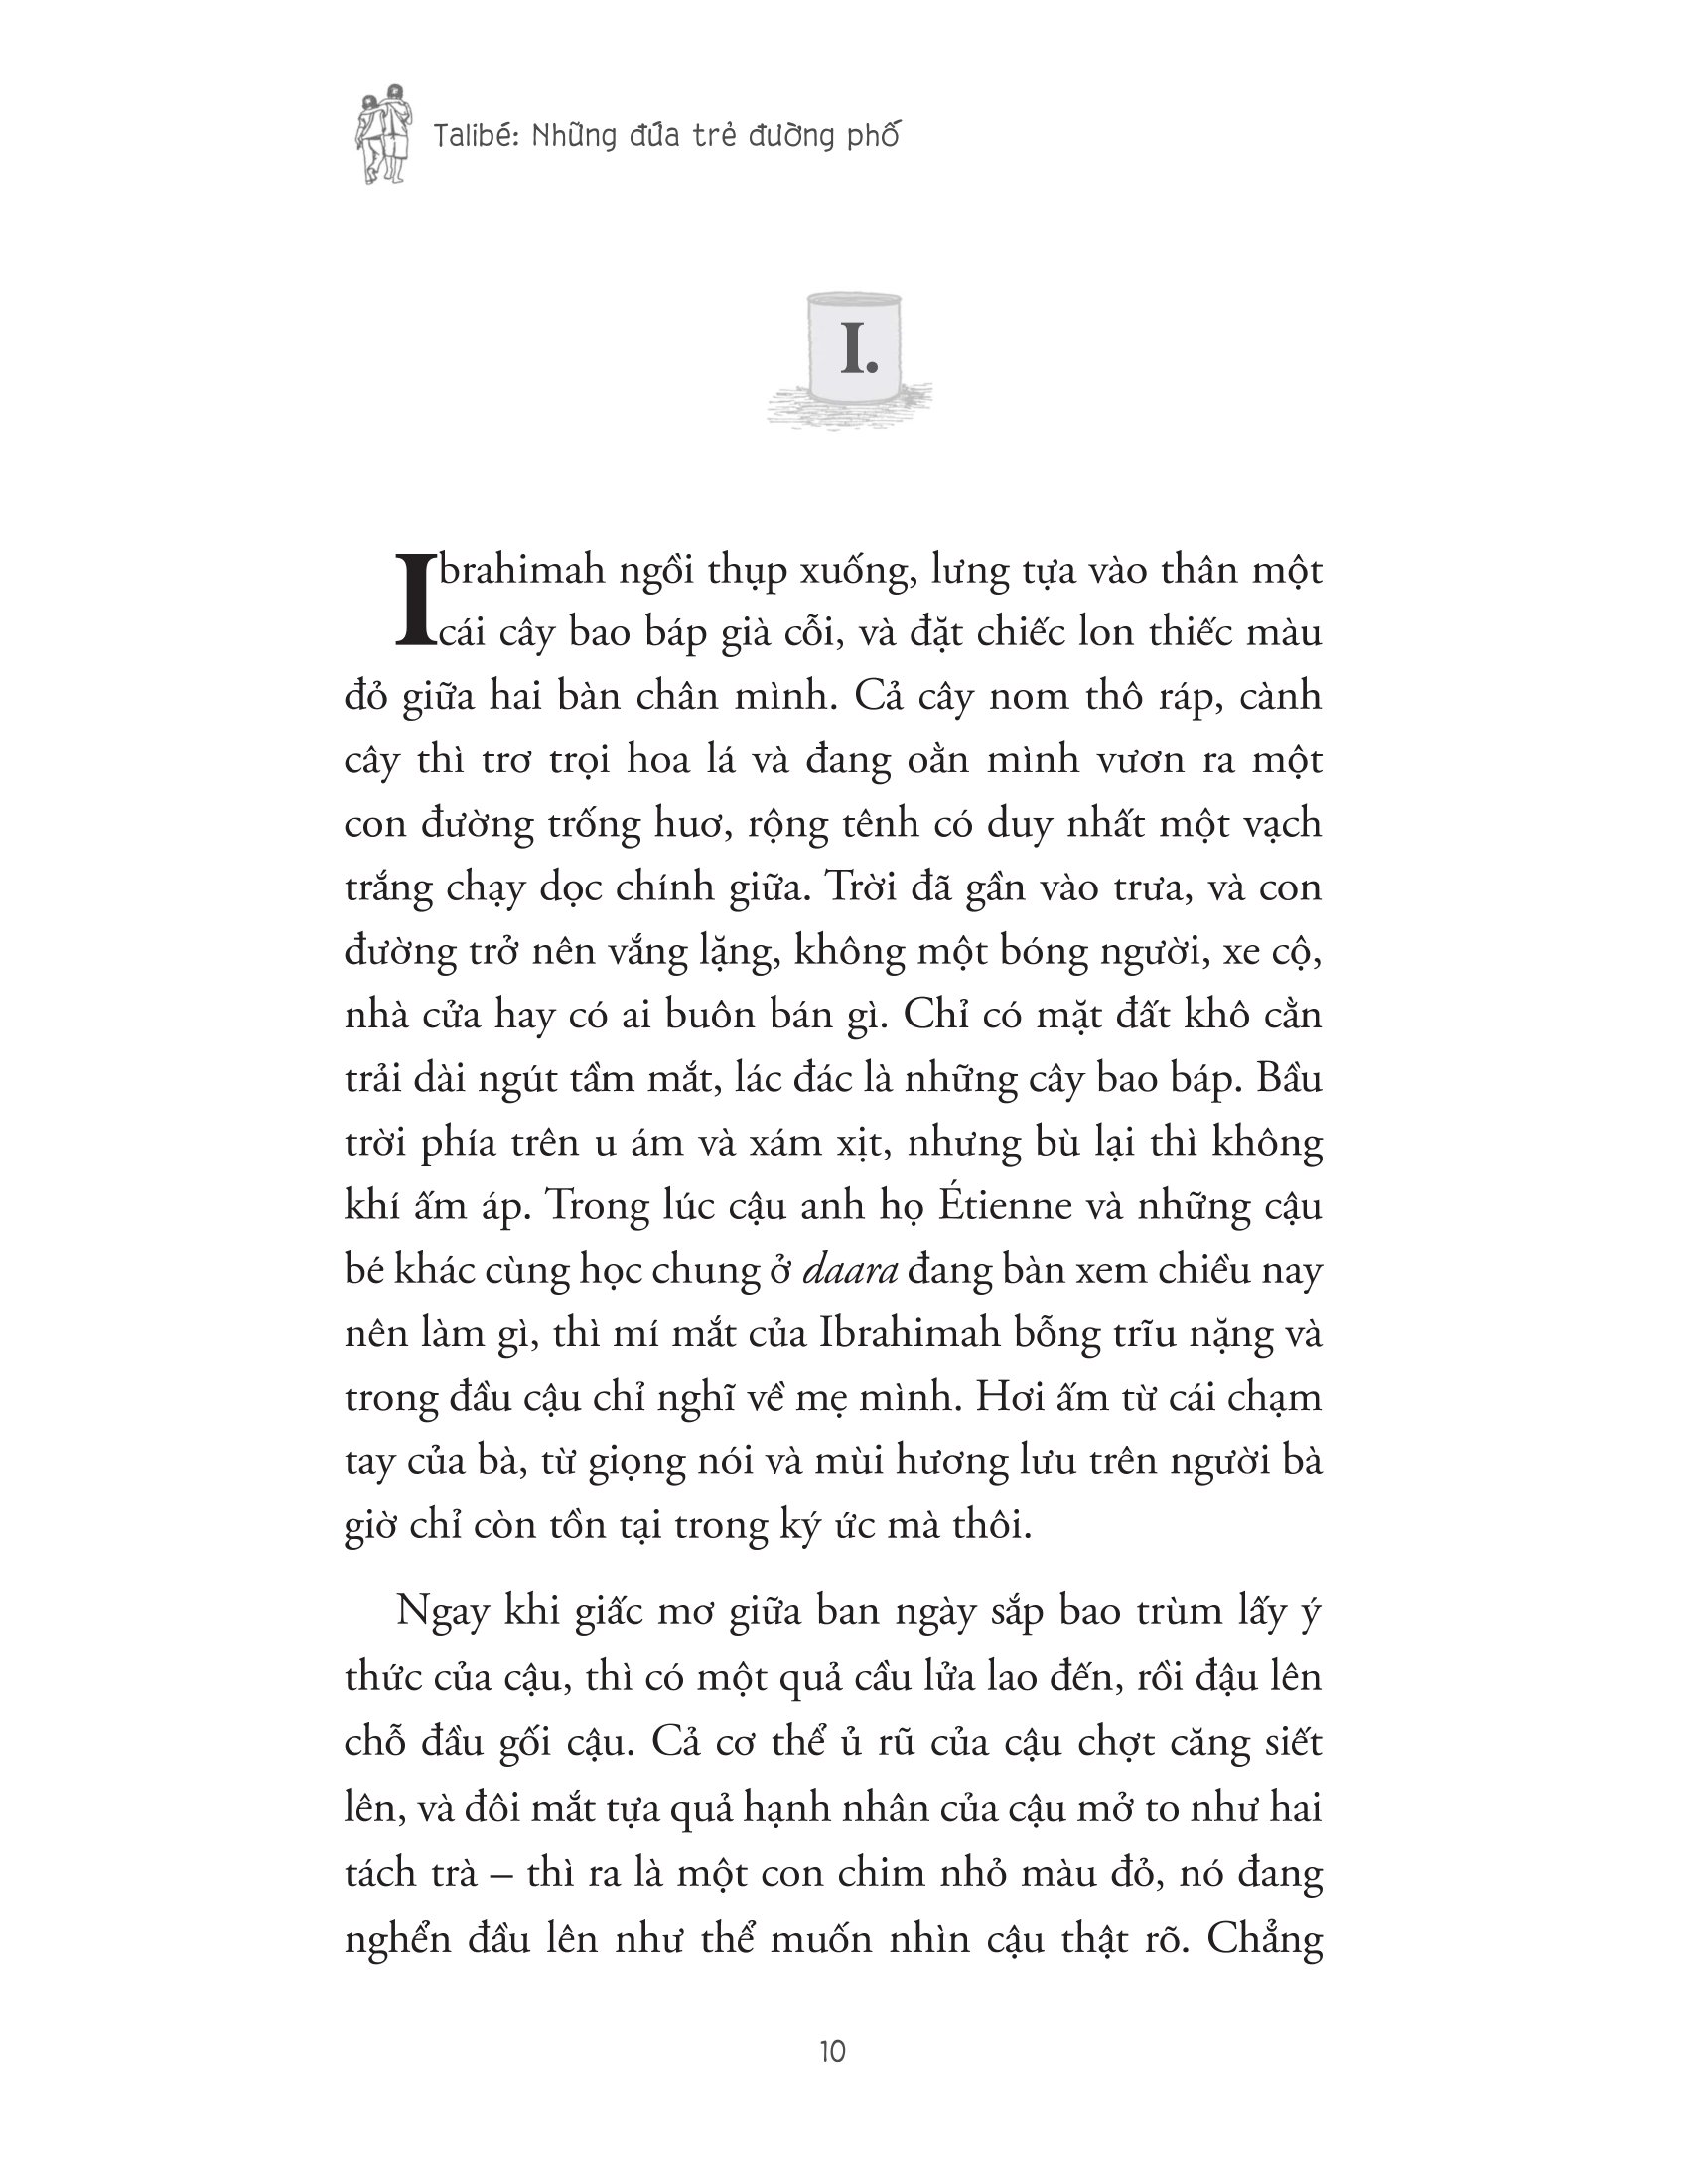 Talibé: Những đứa trẻ đường phố
I.
Ibrahimah ngồi thụp xuống, lưng tựa vào thân một
cái cây bao báp già cỗi, và đặt chiếc lon thiếc màu
đỏ giữa hai bàn chân mình. Cả cây nom thô ráp, cành
cây thì trơ trọi hoa lá và đang oằn mình vươn ra một
con đường trống huơ, rộng tênh có duy nhất một vạch
trắng chạy dọc chính giữa. Trời đã gần vào trưa, và con
đường trở nên vắng lặng, không một bóng người, xe cộ,
nhà cửa hay có ai buôn bán gì. Chỉ có mặt đất khô cằn
trải dài ngút tầm mắt, lác đác là những cây bao báp. Bầu
trời phía trên u ám và xám xịt, nhưng bù lại thì không
khí ấm áp. Trong lúc cậu anh họ Étienne và những cậu
bé khác cùng học chung ở daara đang bàn xem chiều nay
nên làm gì, thì mí mắt của Ibrahimah bỗng trĩu nặng và
trong đầu cậu chỉ nghĩ về mẹ mình. Hơi ấm từ cái chạm
tay của bà, từ giọng nói và mùi hương lưu trên người bà
giờ chỉ còn tồn tại trong ký ức mà thôi.
Ngay khi giấc mơ giữa ban ngày sắp bao trùm lấy ý
thức của cậu, thì có một quả cầu lửa lao đến, rồi đậu lên
chỗ đầu gối cậu. Cả cơ thể ủ rũ của cậu chợt căng siết
lên, và đôi mắt tựa quả hạnh nhân của cậu mở to như hai
tách trà – thì ra là một con chim nhỏ màu đỏ, nó đang
nghển đầu lên như thể muốn nhìn cậu thật rõ. Chẳng
10